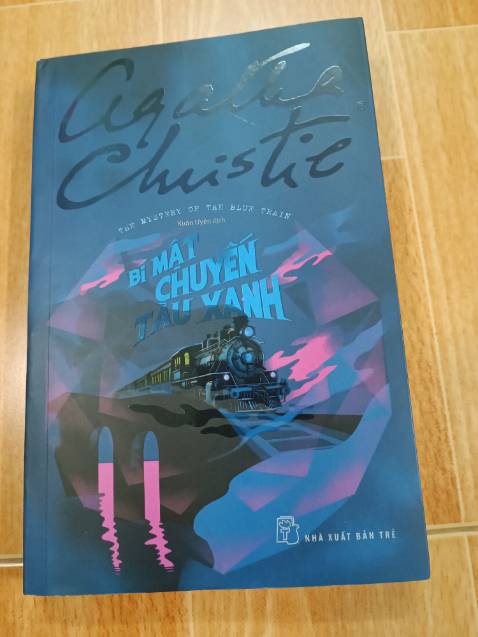 Agatha
Christie
THE MYSTERY OF THE BLUE TRAIN
Xuân Uyên dịch
BÍ MẬT
CHUYẾN
TÀU XANH
NHÀ XUẤT BẢN TRẺ